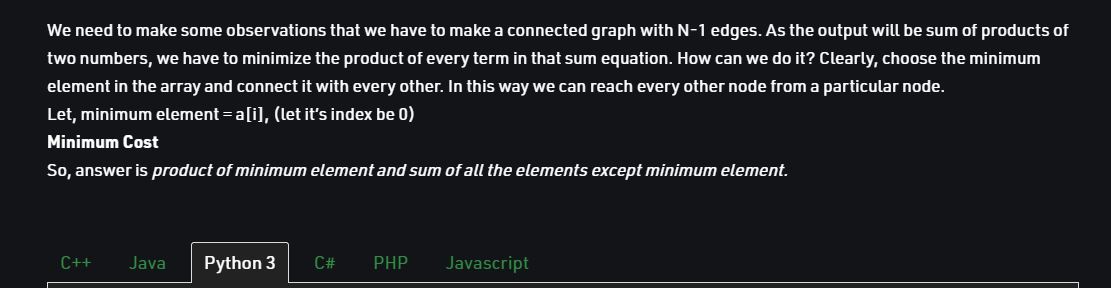 We need to make some observations that we have to make a connected graph with N-1 edges. As the output will be sum of products of
two numbers, we have to minimize the product of every term in that sum equation. How can we do it? Clearly, choose the minimum
element in the array and connect it with every other. In this way we can reach every other node from a particular node.
Let, minimum element = a[i], (let it's index be 0)
Minimum Cost
So, answer is product of minimum element and sum of all the elements except minimum element.
C++ Java Python 3 C# PHP Javascript